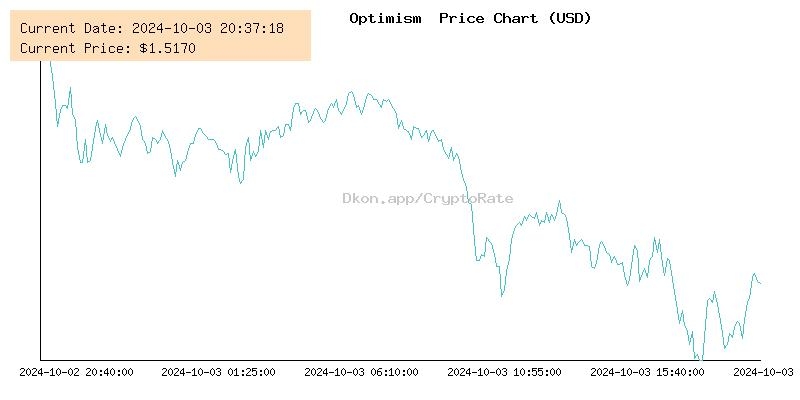 Optimism Price Chart (USD)
Current Date: 2024-10-03 20:37:18
Current Price: $1.5170
Dkon.app/CryptoRate
2024-10-02 20:40:00 2024-10-03 01:25:00 2024-10-03 06:10:00 2024-10-03 10:55:00 2024-10-03 15:40:00 2024-10-03